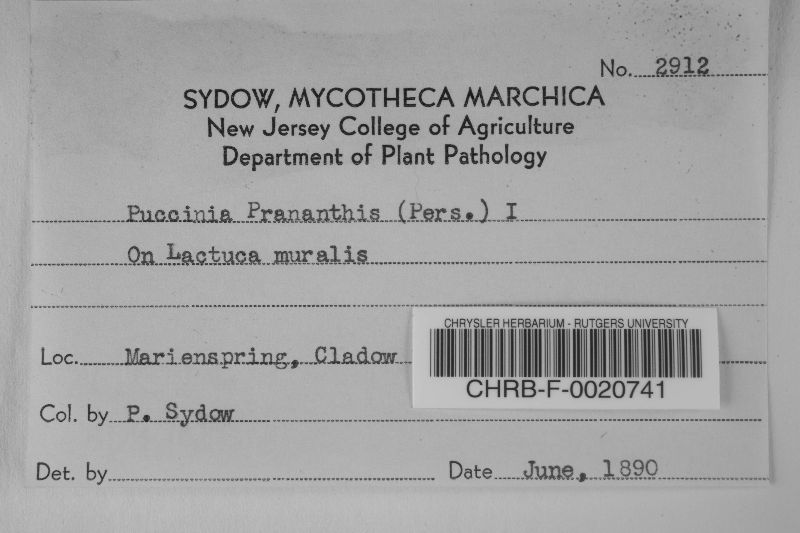 No. 2912
SYDOW, MYCOTHECA MARCHICA
New Jersey College of Agriculture
Department of Plant Pathology
Puccinia Prananthis (Pers.) I
On Lactuca muralis
Loc. Marienspring, Cladow
CHRYSLER HERBARIUM - RUTGERS UNIVERSITY
CHRB-F-0020741
Col. by P. Sydow
Det. by
Date June, 1890